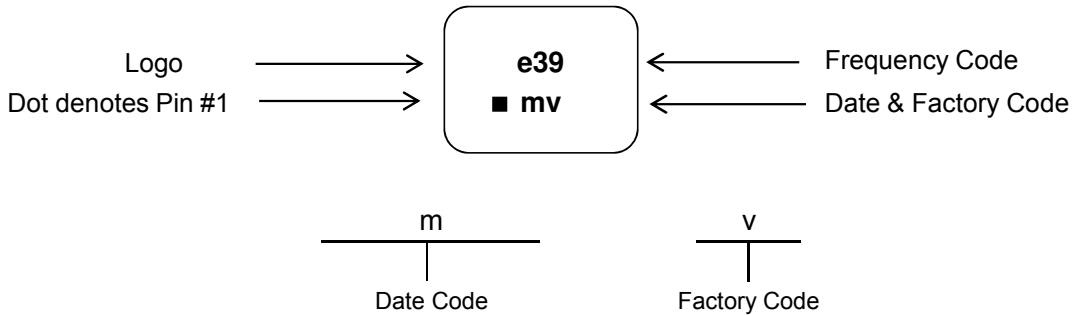 Logo e39 Frequency Code
Dot denotes Pin #1 ■ mv Date & Factory Code
m v
Date Code Factory Code